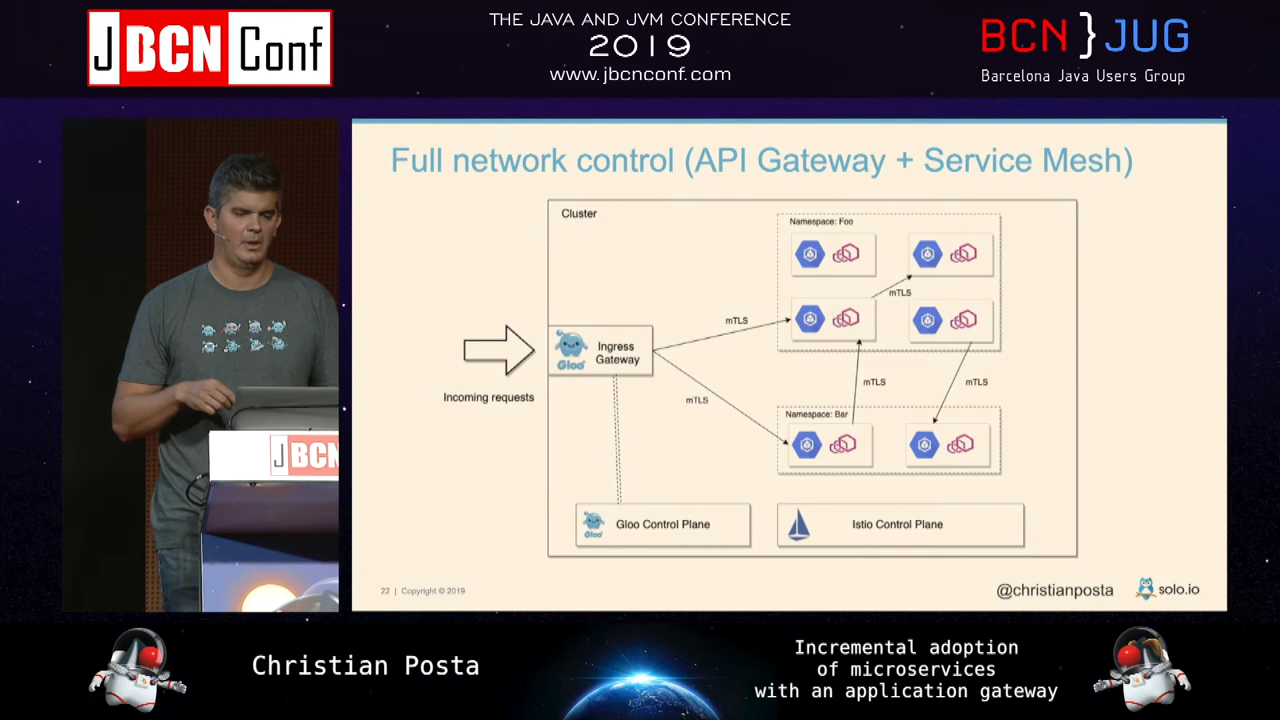 JBCNConf
THE JAVA AND JVM CONFERENCE
2019
www.jbcnconf.com
BCN}JUG
Barcelona Java Users Group
Full network control (API Gateway + Service Mesh)
Cluster
Namespace: Foo
mTLS
mTLS
Ingress
Gateway
Gloo
Incoming requests
mTLS
mTLS
mTLS
Namespace: Bar
Gloo
Gloo Control Plane
Istio Control Plane
22 | Copyright © 2019
@christianposta
solo.io
JBCN
Christian Posta
Incremental adoption
of microservices
with an application gateway